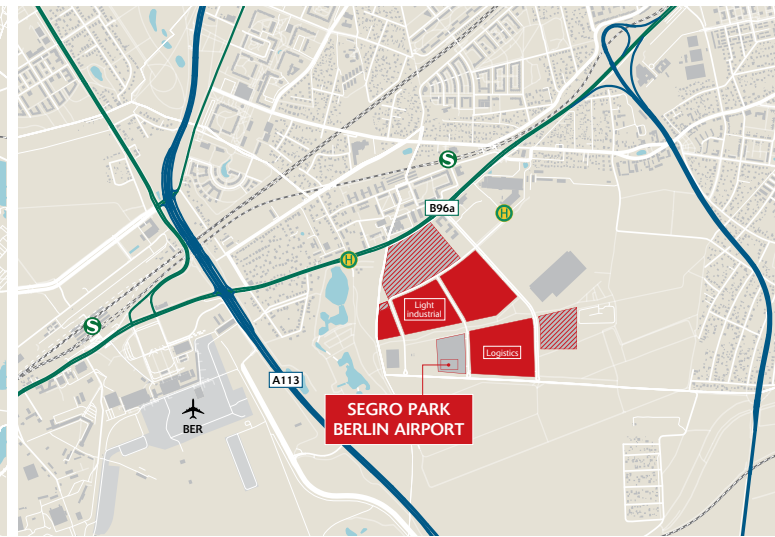 S
B96a
H
H
Light
industrial
S
Logistics
A113
SEGRO PARK
BERLIN AIRPORT
BER